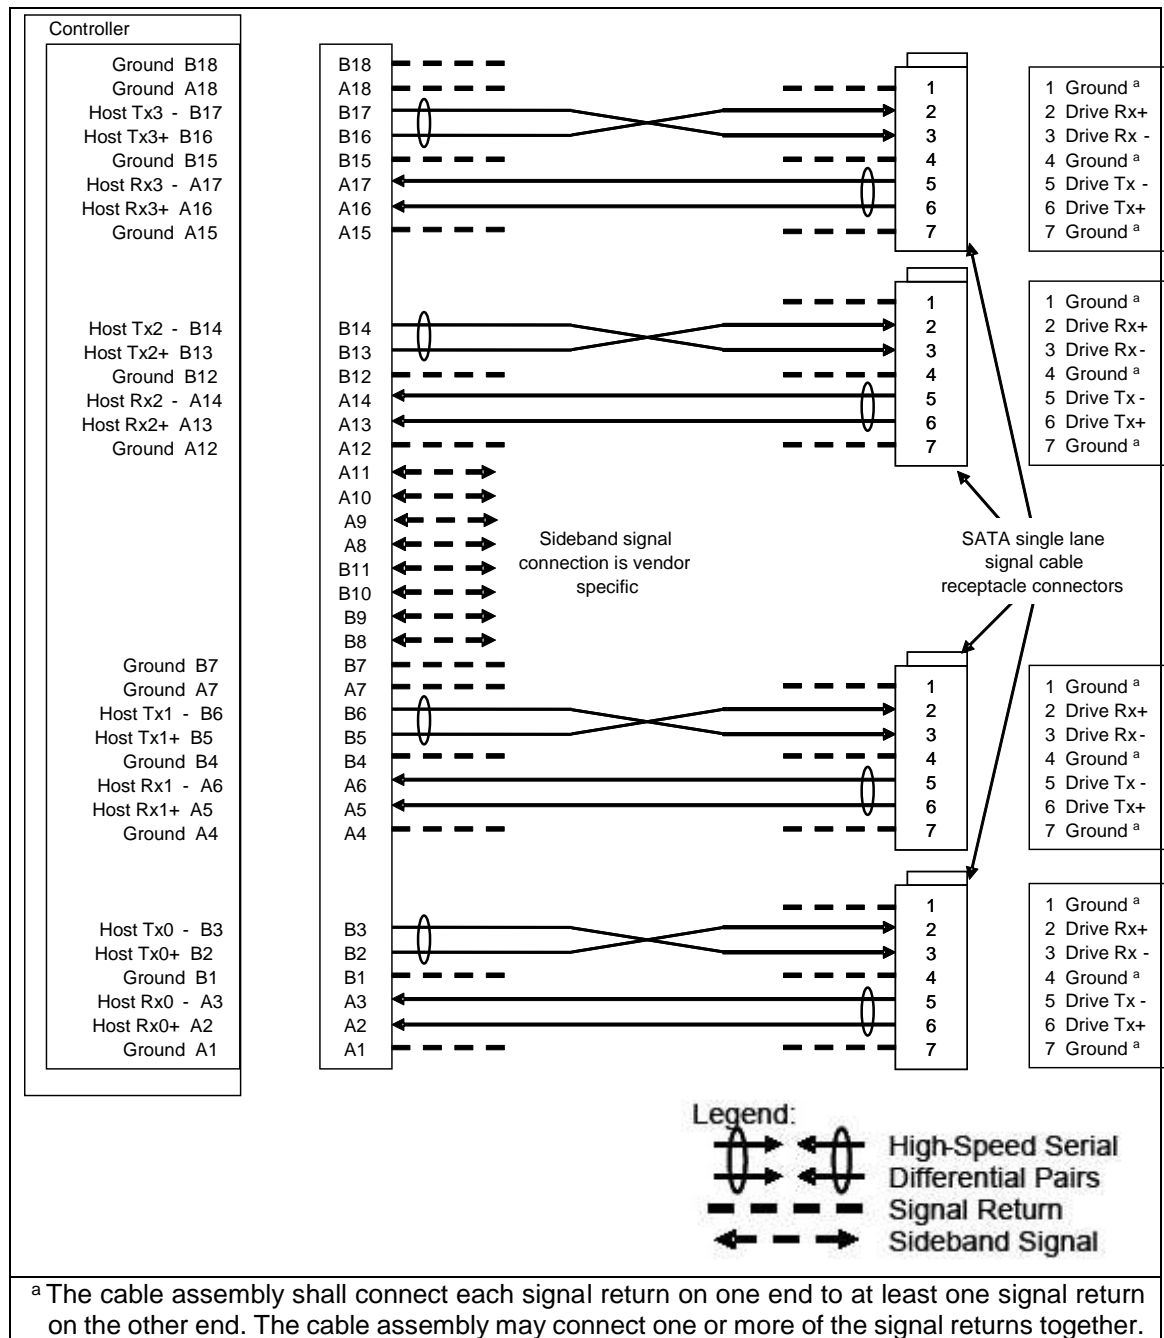 Controller
Ground B18
Ground A18
Host Tx3 - B17
Host Tx3+ B16
Ground B15
Host Rx3 - A17
Host Rx3+ A16
Ground A15
Host Tx2 - B14
Host Tx2+ B13
Ground B12
Host Rx2 - A14
Host Rx2+ A13
Ground A12
Ground B7
Ground A7
Host Tx1 - B6
Host Tx1+ B5
Ground B4
Host Rx1 - A6
Host Rx1+ A5
Ground A4
Host Tx0 - B3
Host Tx0+ B2
Ground B1
Host Rx0 - A3
Host Rx0+ A2
Ground A1
B18
A18
B17
B16
B15
A17
A16
A15
B14
B13
B12
A14
A13
A12
A11
A10
A9
A8
B11
B10
B9
B8
B7
A7
B6
B5
B4
A6
A5
A4
B3
B2
B1
A3
A2
A1
Sideband signal
connection is vendor
specific
1
2
3
4
5
6
7
1
2
3
4
5
6
7
SATA single lane
signal cable
receptacle connectors
1
2
3
4
5
6
7
1
2
3
4
5
6
7
1 Ground a
2 Drive Rx+
3 Drive Rx -
4 Ground a
5 Drive Tx -
6 Drive Tx+
7 Ground a
1 Ground a
2 Drive Rx+
3 Drive Rx-
4 Ground a
5 Drive Tx -
6 Drive Tx+
7 Ground a
1 Ground a
2 Drive Rx+
3 Drive Rx-
4 Ground a
5 Drive Tx -
6 Drive Tx+
7 Ground a
1 Ground a
2 Drive Rx+
3 Drive Rx -
4 Ground a
5 Drive Tx -
6 Drive Tx+
7 Ground a
Legend:
High-Speed Serial
Differential Pairs
Signal Return
Sideband Signal
a The cable assembly shall connect each signal return on one end to at least one signal return
on the other end. The cable assembly may connect one or more of the signal returns together.